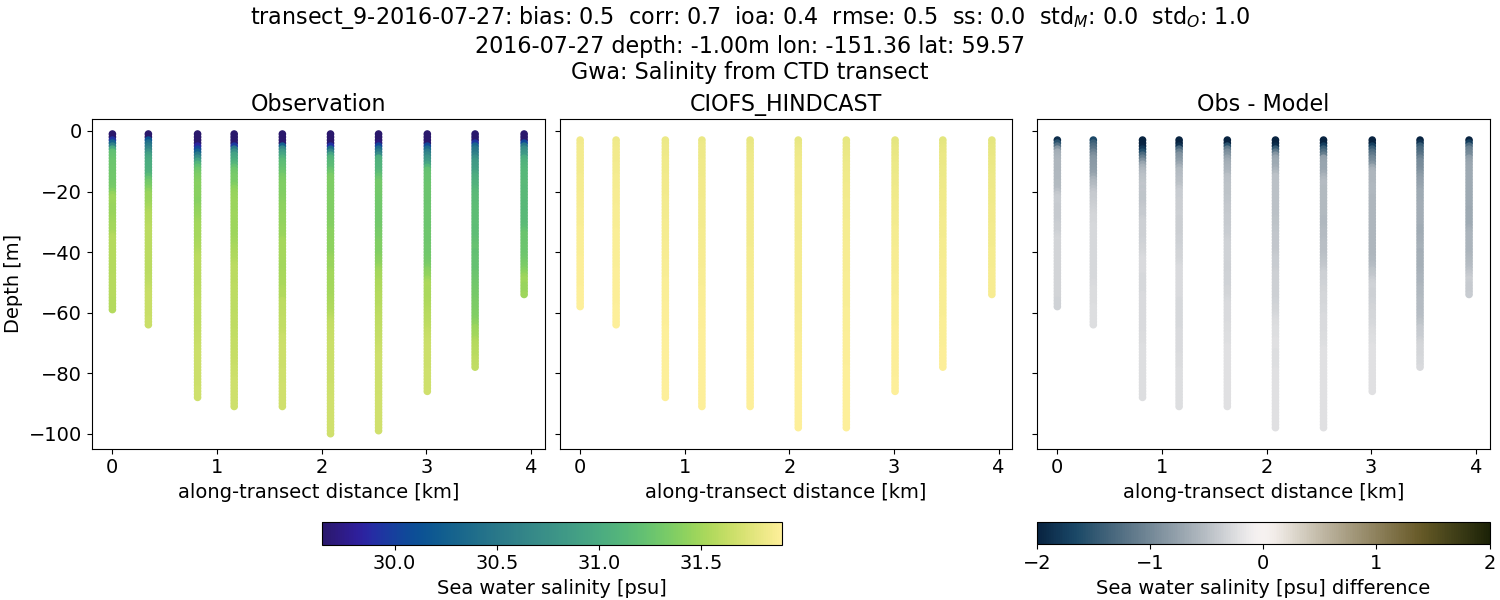 transect_9-2016-07-27: bias: 0.5 corr: 0.7 ioa: 0.4 rmse: 0.5 ss: 0.0 std_M: 0.0 std_O: 1.0
2016-07-27 depth: -1.00m lon: -151.36 lat: 59.57
Gwa: Salinity from CTD transect
Observation
CIOFS_HINDCAST
Obs - Model
Depth [m]
0
−20
−40
−60
−80
−100
0 1 2 3 4
0 1 2 3 4
0 1 2 3 4
along-transect distance [km]
along-transect distance [km]
along-transect distance [km]
30.0 30.5 31.0 31.5
Sea water salinity [psu]
−2 −1 0 1 2
Sea water salinity [psu] difference